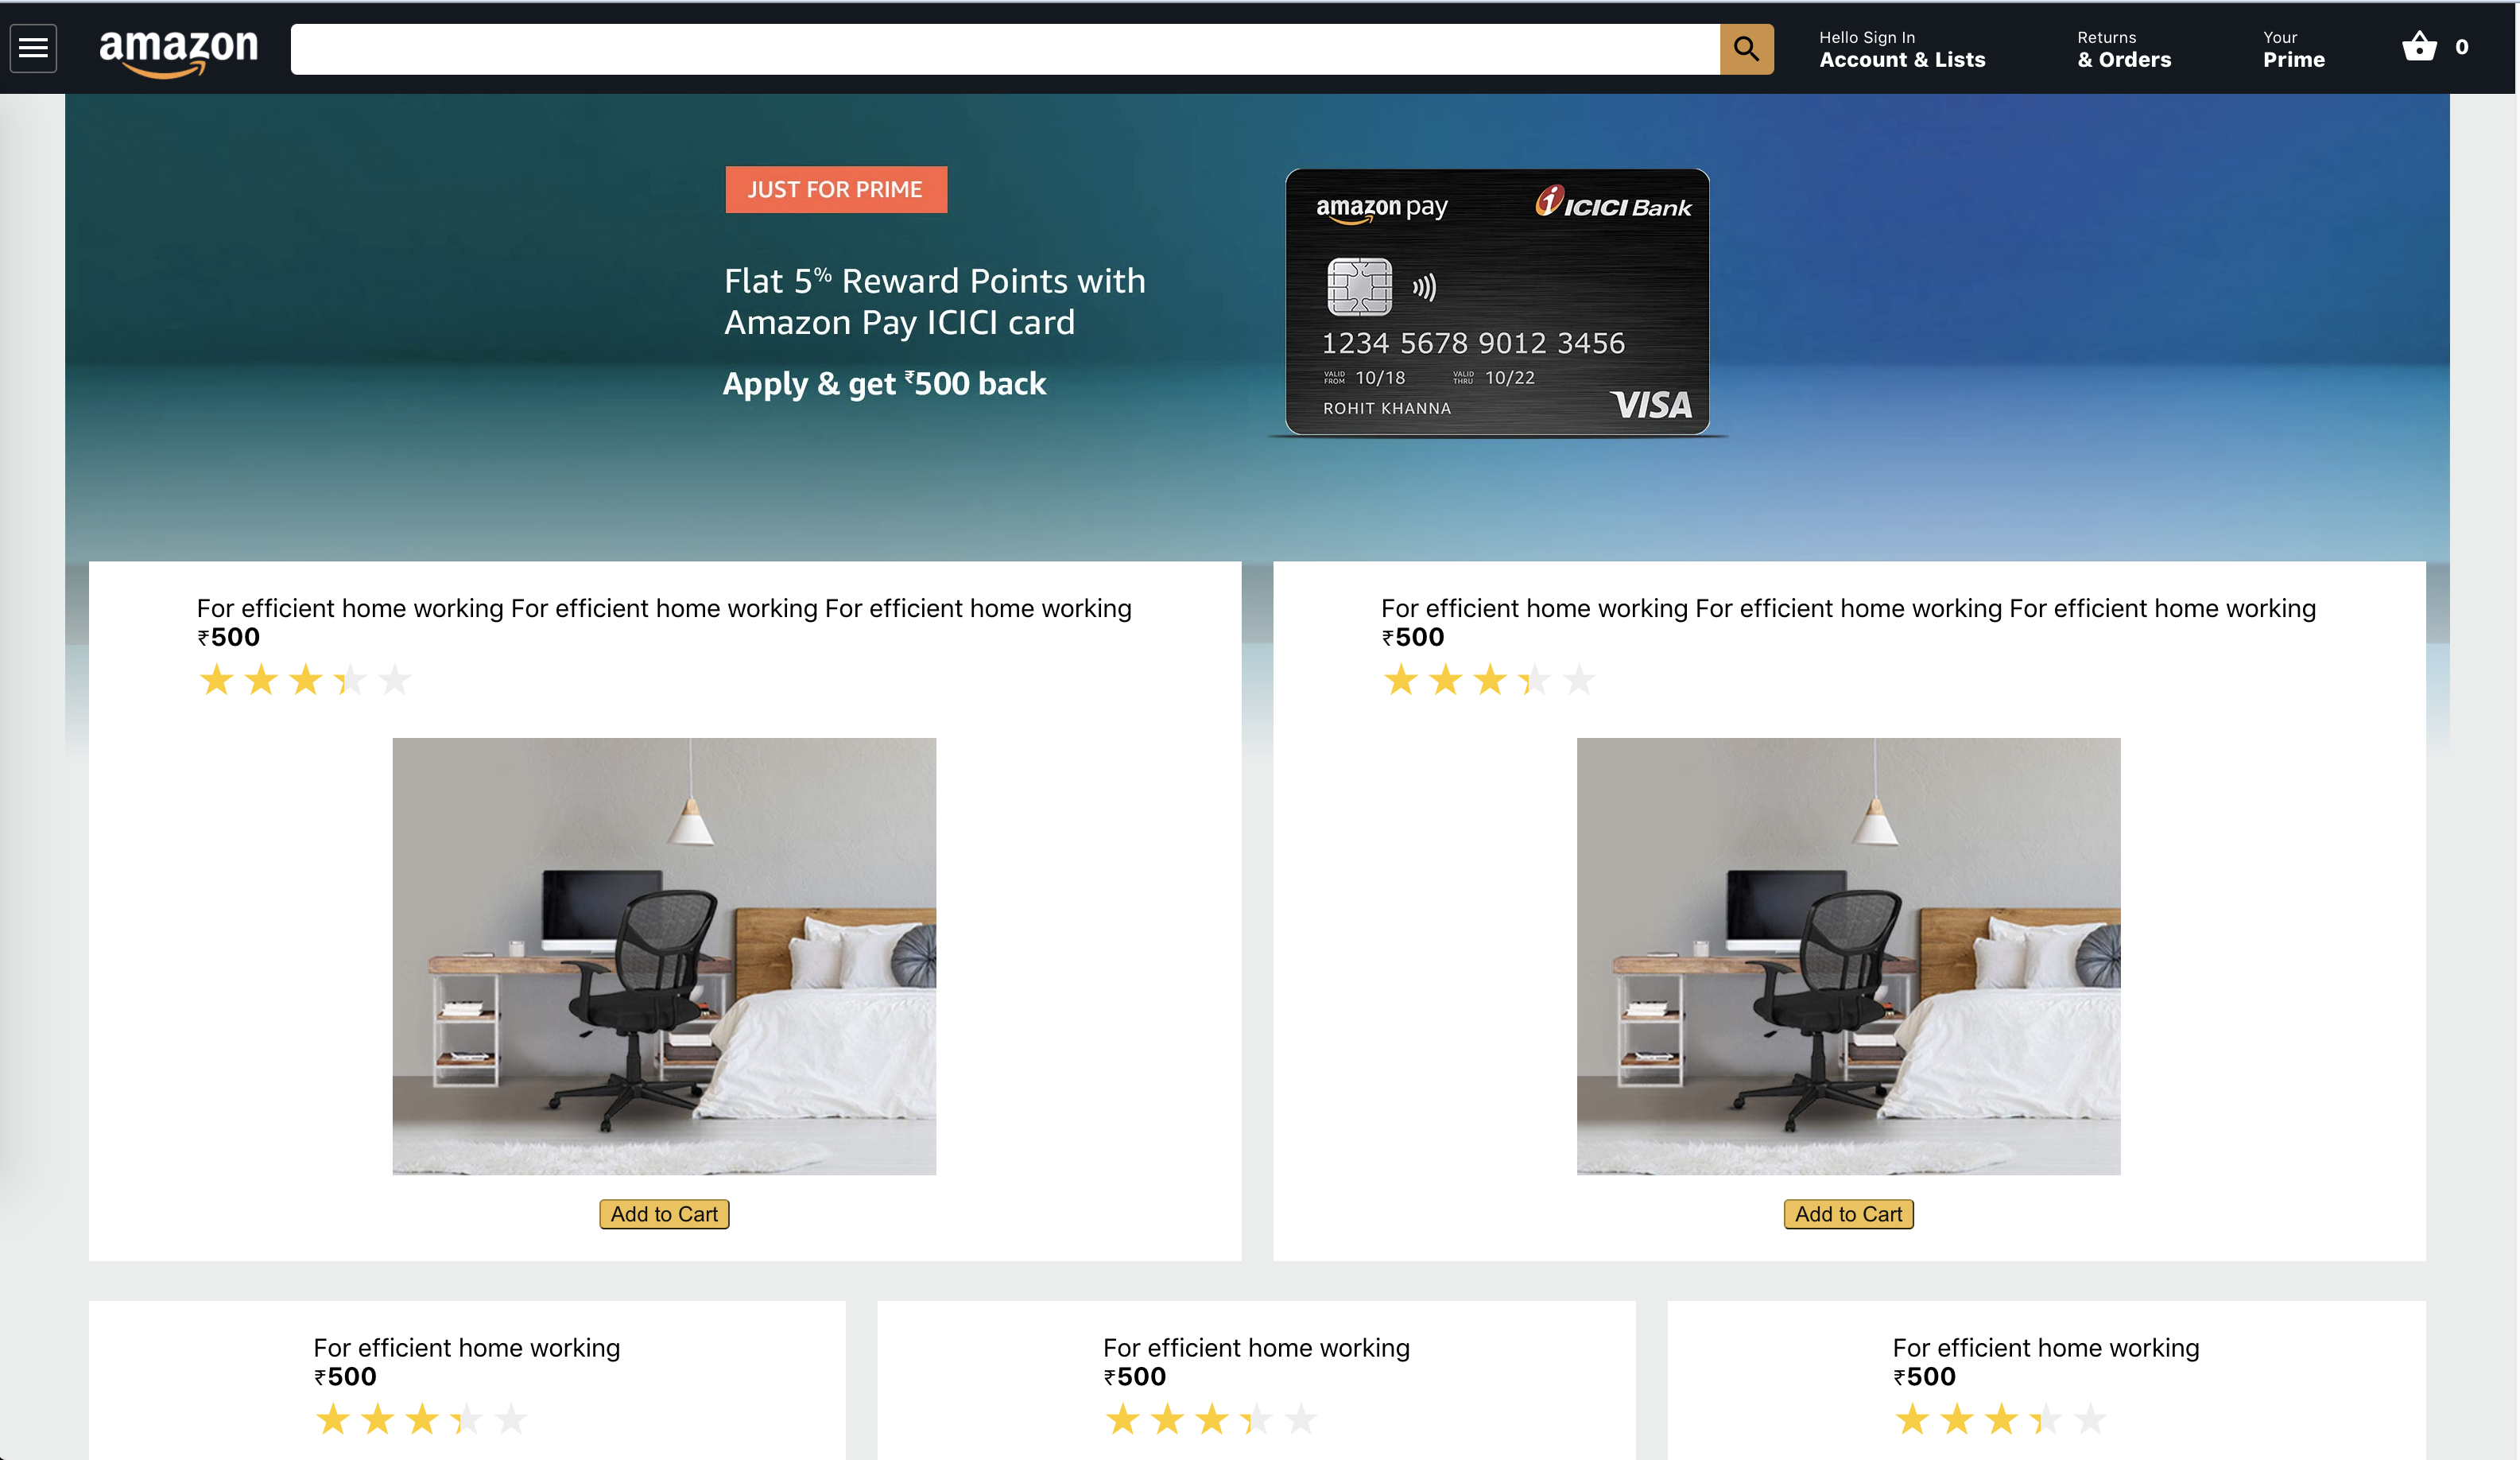 amazon
Hello Sign In
Account & Lists
Returns
& Orders
Your
Prime
0
JUST FOR PRIME
Flat 5% Reward Points with
Amazon Pay ICICI card
Apply & get ₹500 back
amazon pay
ICICI Bank
1234 5678 9012 3456
VALID FROM 10/18 VALID THRU 10/22
ROHIT KHANNA
VISA
For efficient home working For efficient home working For efficient home working
₹500
Add to Cart
For efficient home working For efficient home working For efficient home working
₹500
Add to Cart
For efficient home working
₹500
For efficient home working
₹500
For efficient home working
₹500